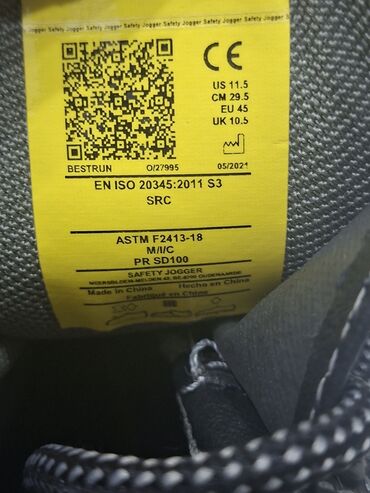 Safety Jogger Safety Jogger Safety Jogger Safety Jogger Safety Jogger
CE
US 11.5
CM 29.5
EU 45
UK 10.5
BESTRUN O/27995 05/2021
EN ISO 20345:2011 S3
SRC
ASTM F2413-18
M/I/C
PR SD100
SAFETY JOGGER
Made in China Hecho en China
Fabriqué en Chine